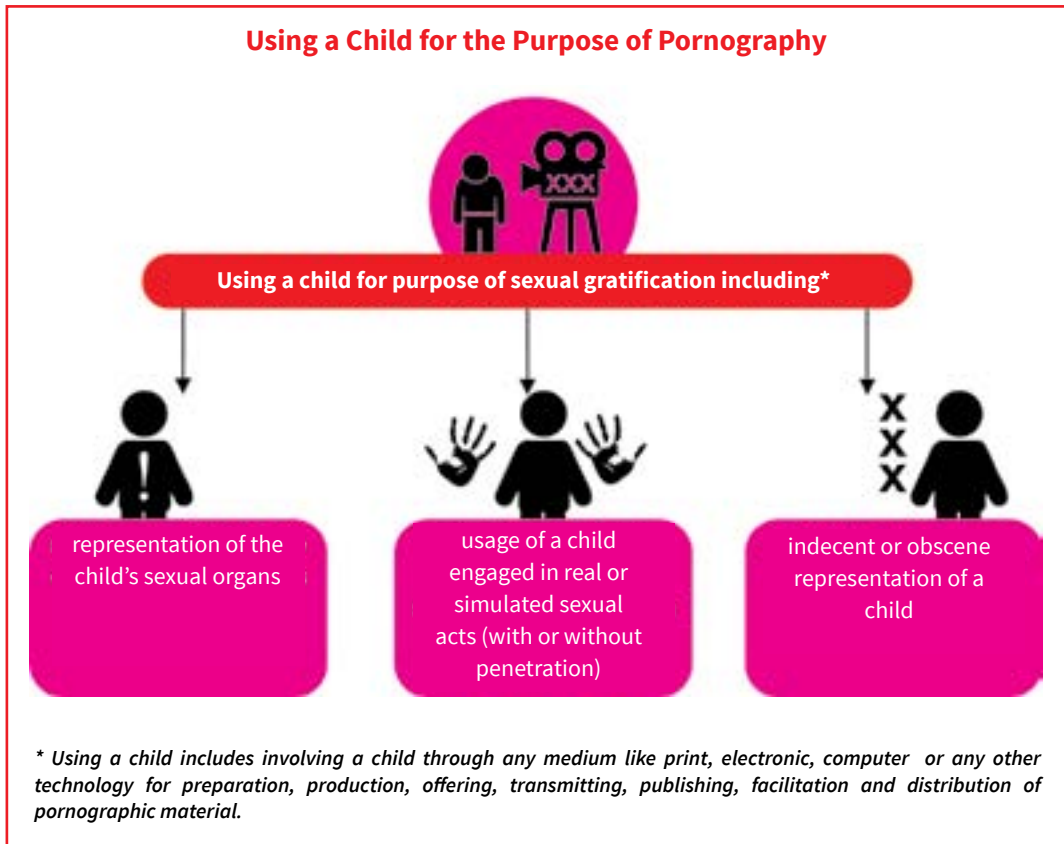 Using a Child for the Purpose of Pornography
XXX
Using a child for purpose of sexual gratification including*
representation of the
child’s sexual organs
!
usage of a child
engaged in real or
simulated sexual
acts (with or without
penetration)
X
X
X
indecent or obscene
representation of a
child
* Using a child includes involving a child through any medium like print, electronic, computer or any other
technology for preparation, production, offering, transmitting, publishing, facilitation and distribution of
pornographic material.